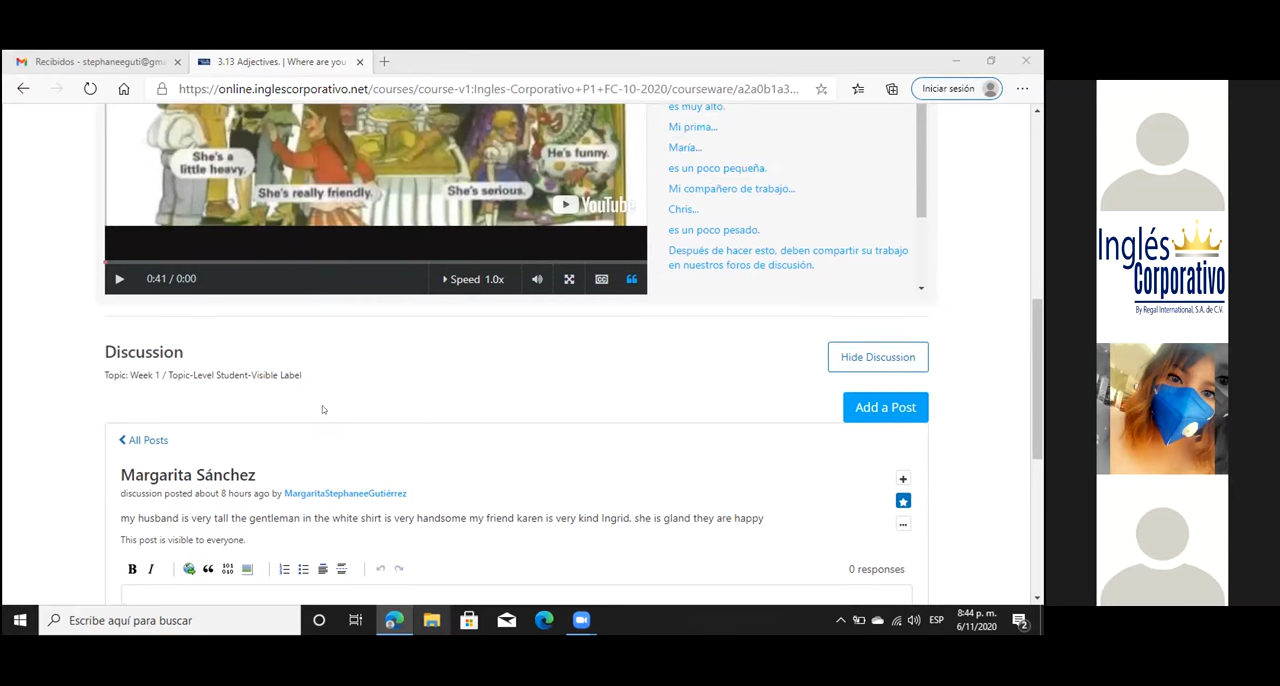 Recibidos - stephaneeguti@gma
3.13 Adjectives. | Where are you
https://online.inglescorporativo.net/courses/course-v1:Ingles-Corporativo+P1+FC-10-2020/courseware/a2a0b1a3...
Iniciar sesión
She's a
little heavy.
She's really friendly.
She's serious.
He's funny.
YouTube
es muy alto.
Mi prima...
María...
es un poco pequeña.
Mi compañero de trabajo...
Chris...
es un poco pesado.
Después de hacer esto, deben compartir su trabajo
en nuestros foros de discusión.
0:41 / 0:00
Speed 1.0x
Discussion
Hide Discussion
Topic: Week 1 / Topic-Level Student-Visible Label
Add a Post
All Posts
Margarita Sánchez
discussion posted about 8 hours ago by MargaritaStephaneeGutiérrez
my husband is very tall the gentleman in the white shirt is very handsome my friend karen is very kind Ingrid. she is gland they are happy
This post is visible to everyone.
B I
0 responses
Escribe aquí para buscar
ESP
8:44 p. m.
6/11/2020
2
Inglés
Corporativo
By Regal International, S.A. de C.V.